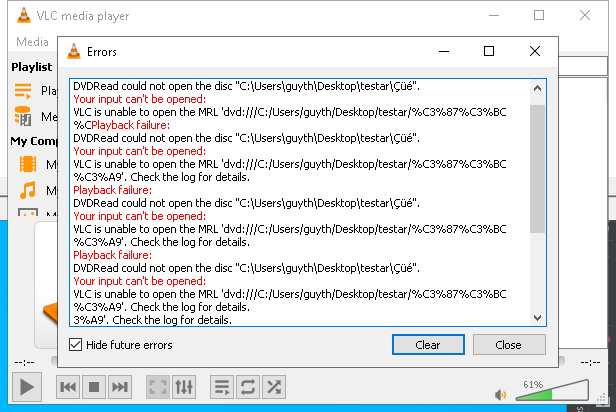 VLC media player
Media
Errors
Playlist
Pla
Me
My Comp
My
My
M
DVDRead could not open the disc "C:\Users\guyth\Desktop\testar\Çüé".
Your input can't be opened:
VLC is unable to open the MRL 'dvd:///C:/Users/guyth/Desktop/testar/%C3%87%C3%BC
%CPlayback failure:
DVDRead could not open the disc "C:\Users\guyth\Desktop\testar\Çüé".
Your input can't be opened:
VLC is unable to open the MRL 'dvd:///C:/Users/guyth/Desktop/testar/%C3%87%C3%BC
%C3%A9'. Check the log for details.
Playback failure:
DVDRead could not open the disc "C:\Users\guyth\Desktop\testar\Çüé".
Your input can't be opened:
VLC is unable to open the MRL 'dvd:///C:/Users/guyth/Desktop/testar/%C3%87%C3%BC
%C3%A9'. Check the log for details.
Playback failure:
DVDRead could not open the disc "C:\Users\guyth\Desktop\testar\Çüé".
Your input can't be opened:
VLC is unable to open the MRL 'dvd:///C:/Users/guyth/Desktop/testar/%C3%87%C3%BC
%C3%A9'. Check the log for details.
3%A9'. Check the log for details.
Hide future errors
Clear
Close
--:--
--:--
61%